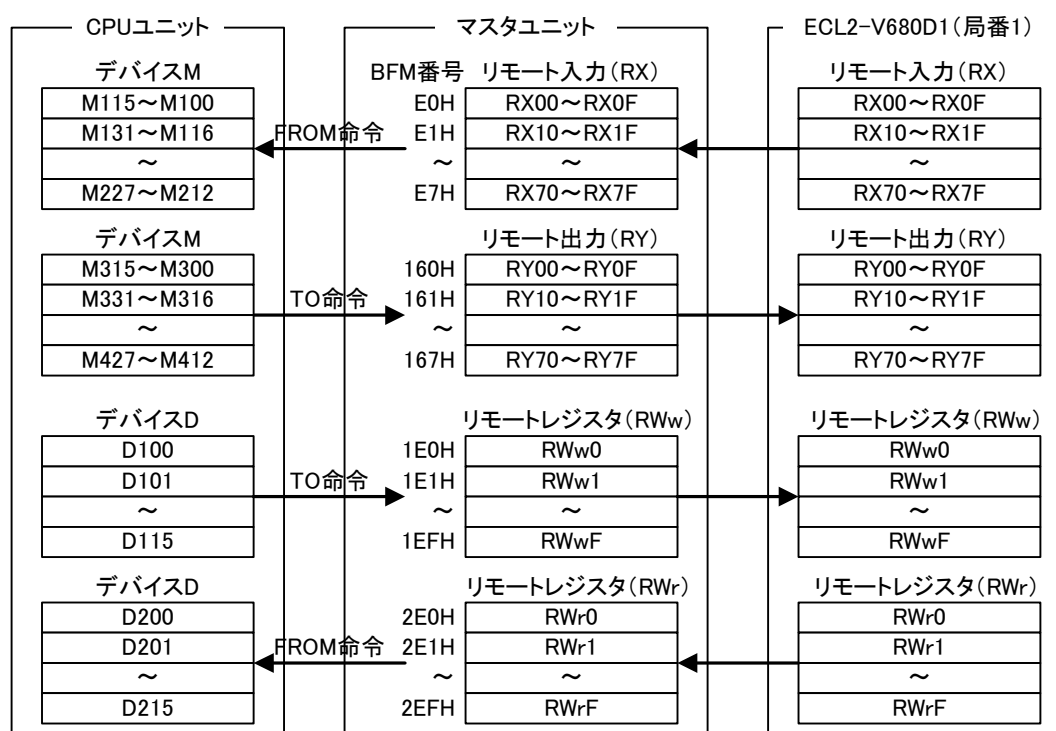 CPUユニット マスタユニット ECL2-V680D1(局番1)
デバイスM BFM番号 リモート入力(RX) リモート入力(RX)
M115～M100 E0H RX00～RX0F RX00～RX0F
M131～M116 FROM命令 E1H RX10～RX1F RX10～RX1F
～ ～ ～ ～
M227～M212 E7H RX70～RX7F RX70～RX7F
デバイスM リモート出力(RY) リモート出力(RY)
M315～M300 160H RY00～RY0F RY00～RY0F
M331～M316 TO命令 161H RY10～RY1F RY10～RY1F
～ ～ ～ ～
M427～M412 167H RY70～RY7F RY70～RY7F
デバイスD リモートレジスタ(RWw) リモートレジスタ(RWw)
D100 1E0H RWw0 RWw0
D101 TO命令 1E1H RWw1 RWw1
～ ～ ～ ～
D115 1EFH RWwF RWwF
デバイスD リモートレジスタ(RWr) リモートレジスタ(RWr)
D200 2E0H RWr0 RWr0
D201 FROM命令 2E1H RWr1 RWr1
～ ～ ～ ～
D215 2EFH RWrF RWrF